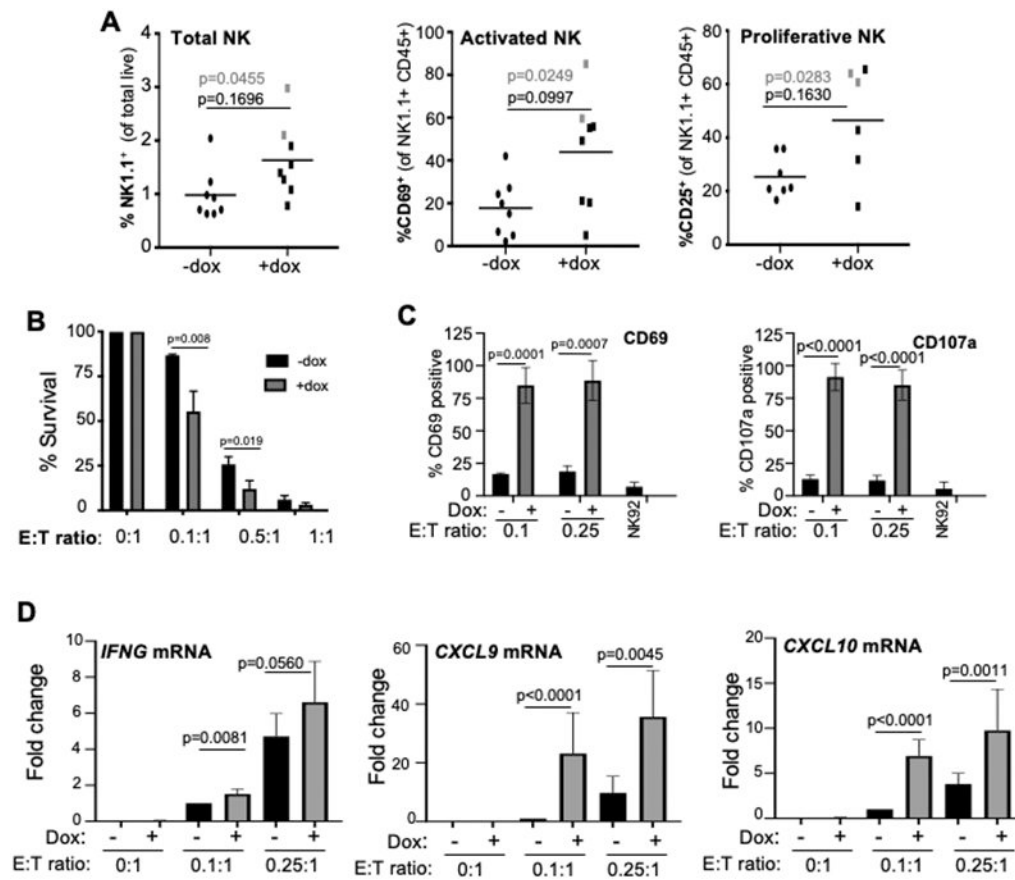 A
Total NK
% NK1.1+ (of total live)
4
3
2
1
0
p=0.0455
p=0.1696
-dox +dox
Activated NK
%CD69+ (of NK1.1+ CD45+)
100
80
60
40
20
0
p=0.0249
p=0.0997
-dox +dox
Proliferative NK
%CD25+ (of NK1.1+ CD45+)
80
60
40
20
0
p=0.0283
p=0.1630
-dox +dox
B
% Survival
100
75
50
25
0
p=0.008
p=0.019
-dox
+dox
E:T ratio: 0:1 0.1:1 0.5:1 1:1
C
CD69
% CD69 positive
125
100
75
50
25
0
p=0.0001
p=0.0007
Dox: - + - + NK92
E:T ratio: 0.1 0.25
CD107a
% CD107a positive
125
100
75
50
25
0
p<0.0001
<0.0001
Dox: - + - + NK92
E:T ratio: 0.1 0.25
D
IFNG mRNA
Fold change
10
8
6
4
2
0
p=0.0081
p=0.0560
Dox: - + - + - +
E:T ratio: 0:1 0.1:1 0.25:1
CXCL9 mRNA
Fold change
60
40
20
0
p<0.0001
p=0.0045
Dox: - + - + - +
E:T ratio: 0:1 0.1:1 0.25:1
CXCL10 mRNA
Fold change
20
15
10
5
0
p<0.0001
p=0.0011
Dox: - + - + - +
E:T ratio: 0:1 0.1:1 0.25:1